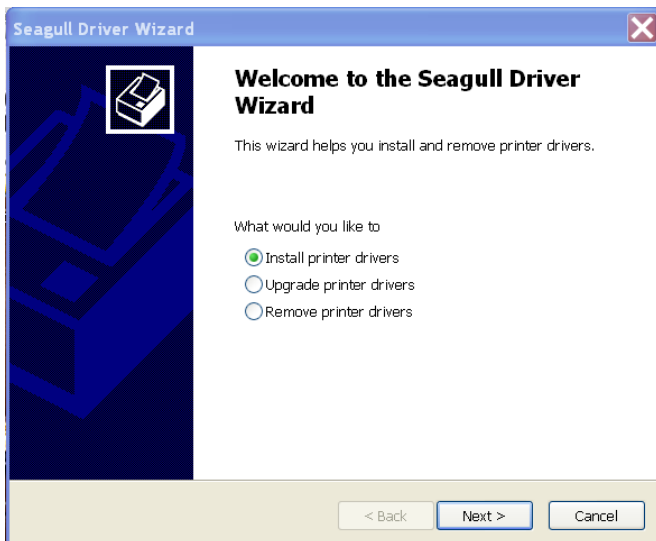 Seagull Driver Wizard
Welcome to the Seagull Driver
Wizard
This wizard helps you install and remove printer drivers.
What would you like to
Install printer drivers
Upgrade printer drivers
Remove printer drivers
< Back Next > Cancel